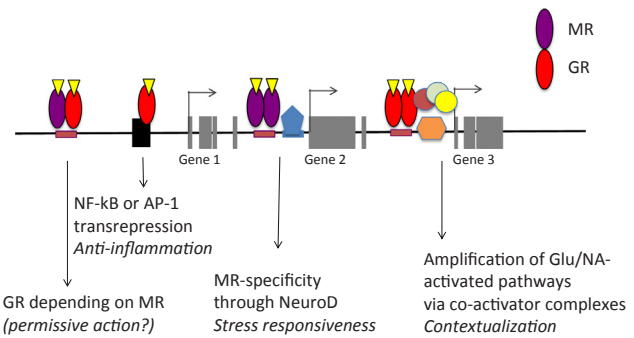 MR
GR
Gene 1
Gene 2
Gene 3
NF-kB or AP-1
transrepression
Anti-inflammation
GR depending on MR
(permissive action?)
MR-specificity
through NeuroD
Stress responsiveness
Amplification of Glu/NA-
activated pathways
via co-activator complexes
Contextualization